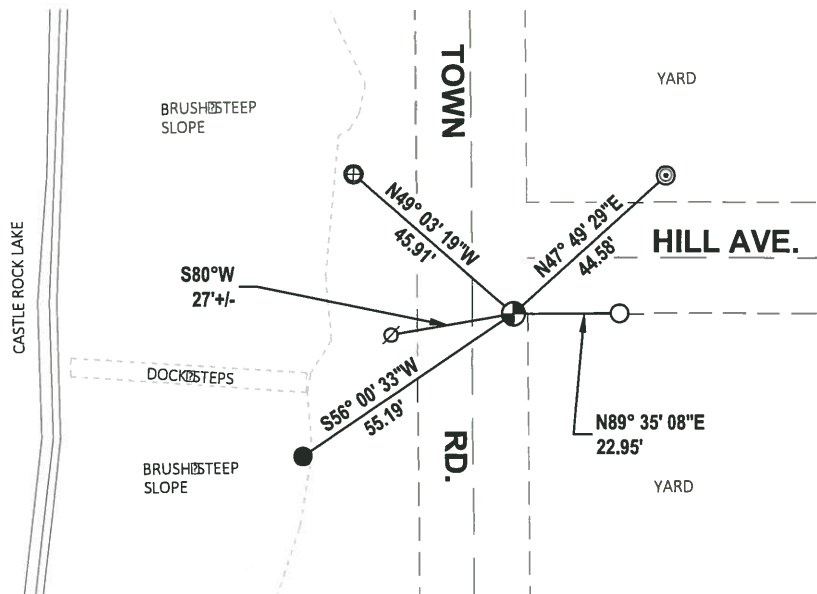 TOWN
YARD
BRUSH STEEP
SLOPE
N49° 03' 19"W
45.91'
N47° 49' 29"E
44.58'
HILL AVE.
CASTLE ROCK LAKE
S80°W
27'+/-
DOCK STEPS
S56° 00' 33"W
55.19'
N89° 35' 08"E
22.95'
RD.
BRUSH STEEP
SLOPE
YARD